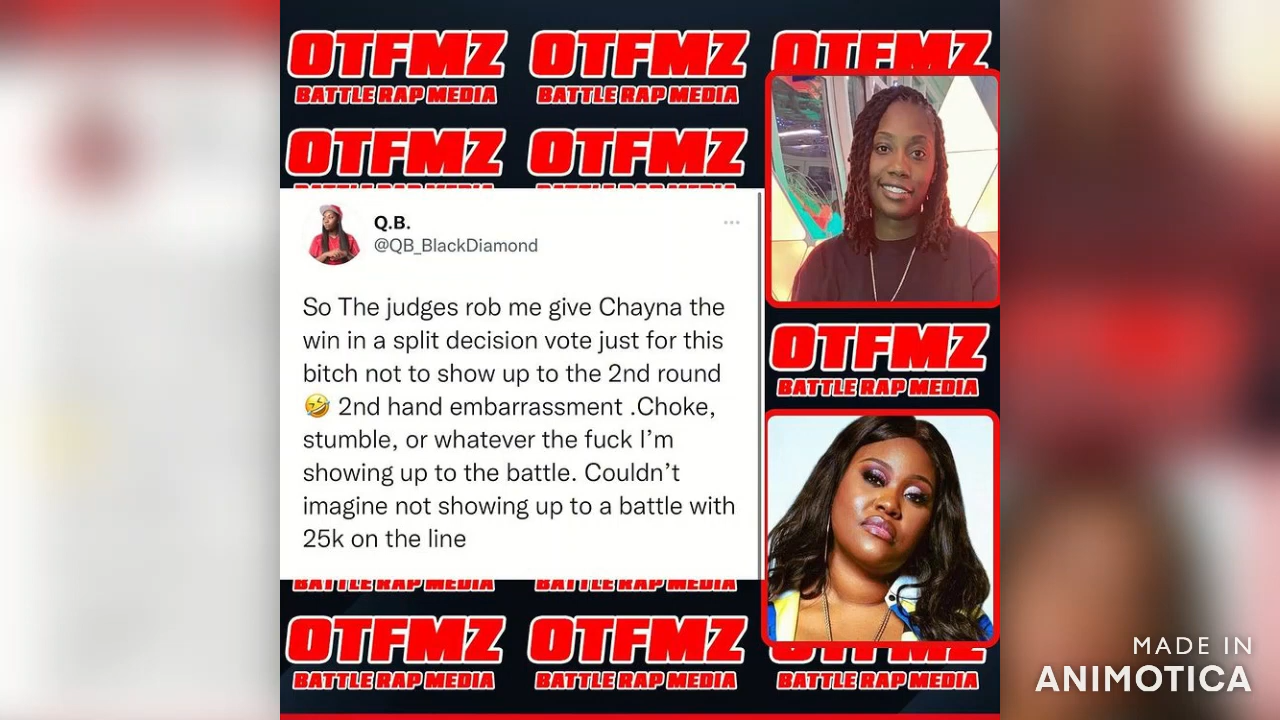 OTFMZ OTFMZ OTFMZ
BATTLE RAP MEDIA BATTLE RAP MEDIA
OTFMZ OTFMZ
Q.B.
@QB_BlackDiamond
So The judges rob me give Chayna the
win in a split decision vote just for this
bitch not to show up to the 2nd round
🤣 2nd hand embarrassment .Choke,
stumble, or whatever the fuck I'm
showing up to the battle. Couldn't
imagine not showing up to a battle with
25k on the line
OTFMZ
BATTLE RAP MEDIA
BATTLE RAP MEDIA BATTLE RAP MEDIA
OTFMZ OTFMZ OTFMZ
BATTLE RAP MEDIA BATTLE RAP MEDIA BATTLE RAP MEDIA
MADE IN
ANIMOTICA